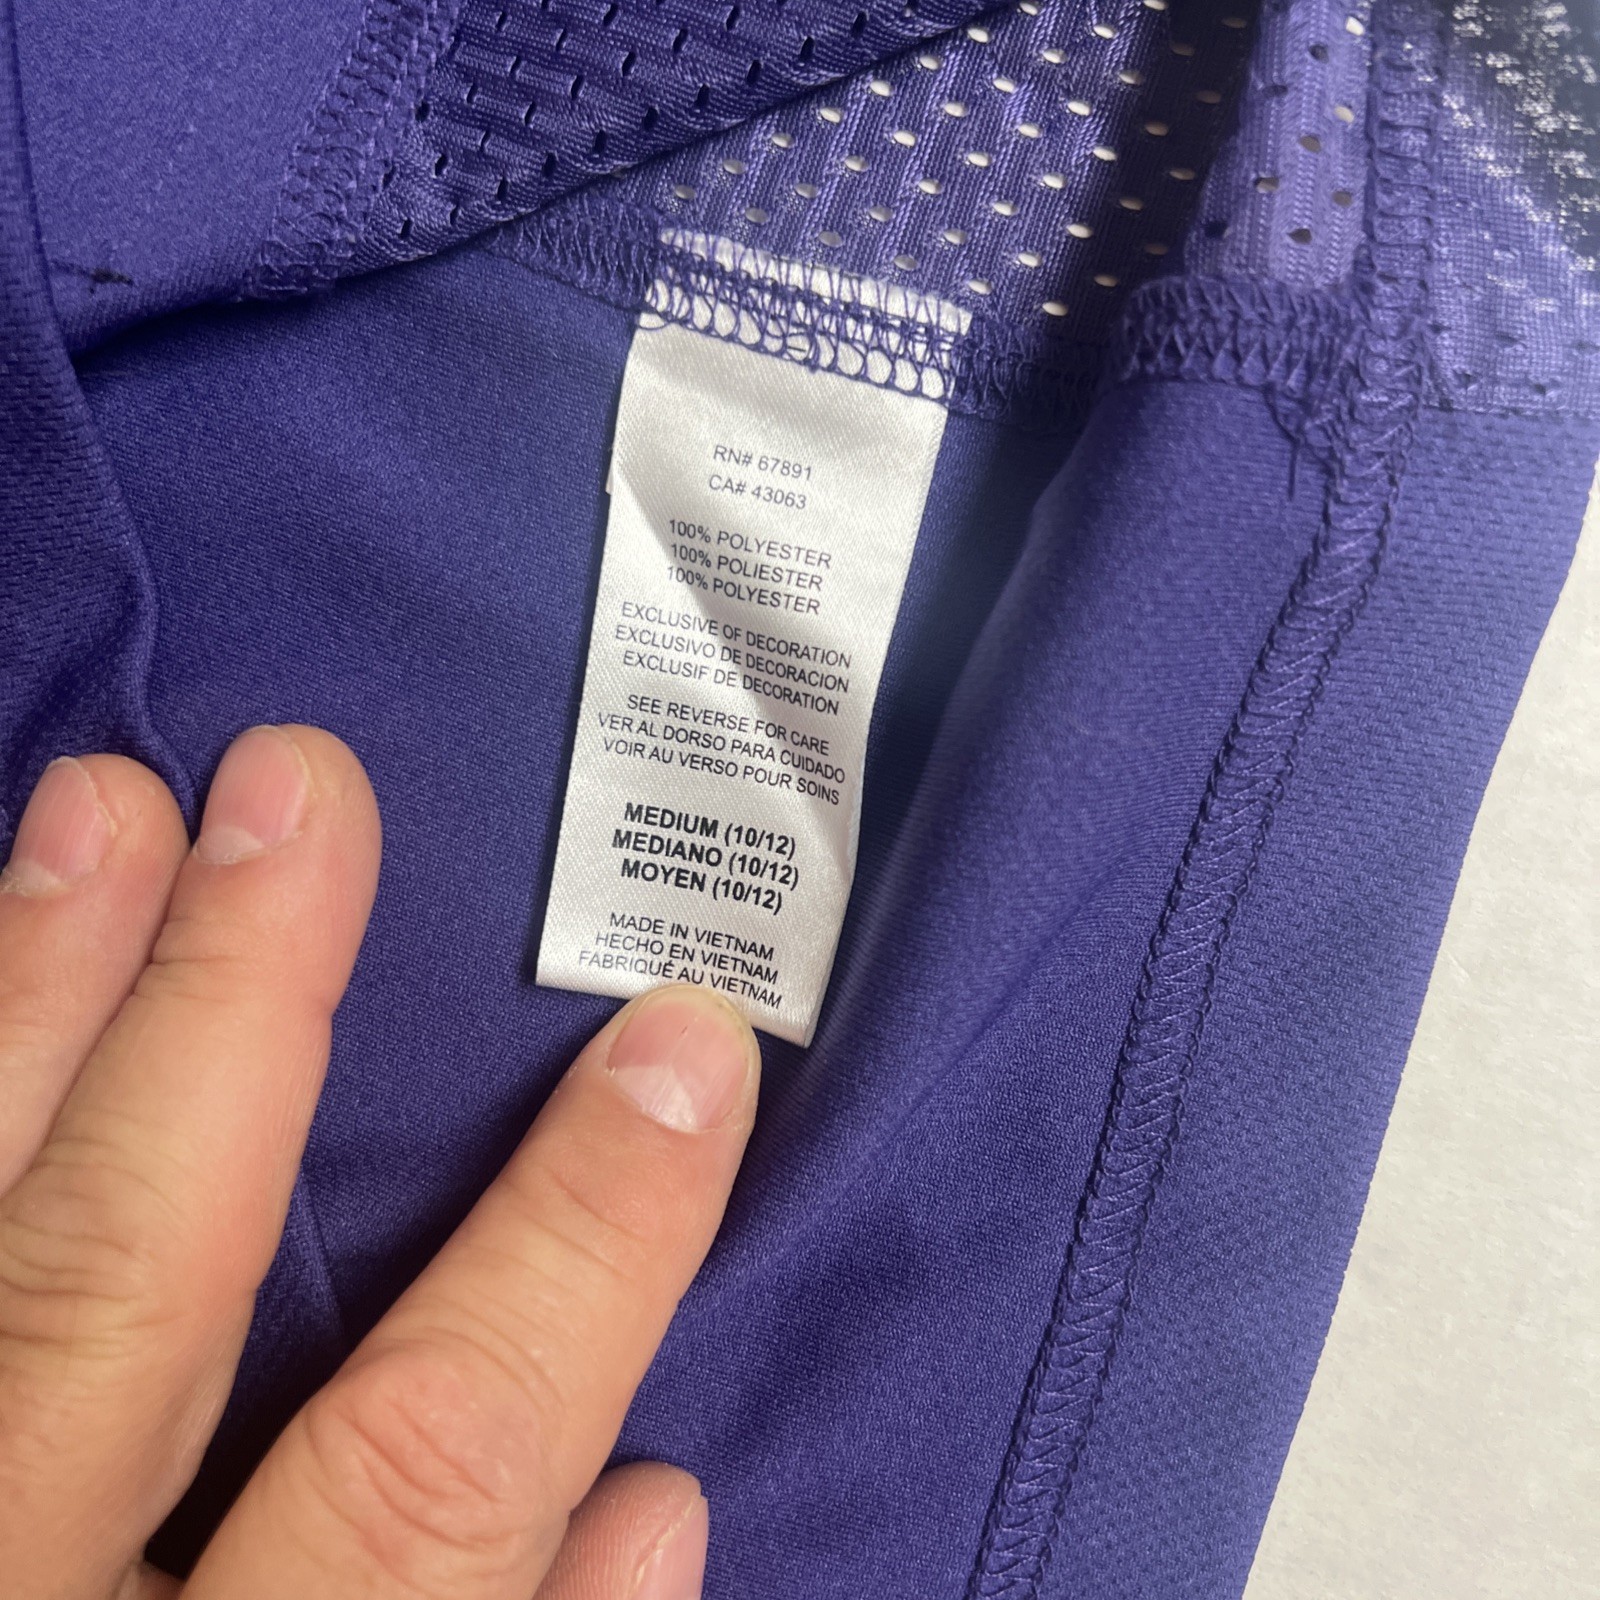 RN# 67891
CA# 43063
100% POLYESTER
100% POLIESTER
100% POLYESTER
EXCLUSIVE OF DECORATION
EXCLUSIVO DE DECORACION
EXCLUSIF DE DECORATION
SEE REVERSE FOR CARE
VER AL DORSO PARA CUIDADO
VOIR AU VERSO POUR SOINS
MEDIUM (10/12)
MEDIANO (10/12)
MOYEN (10/12)
MADE IN VIETNAM
HECHO EN VIETNAM
FABRIQUÉ AU VIETNAM